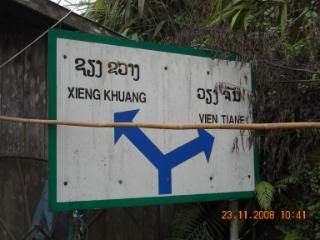 ຊຽງ ຂວາງ
XIENG KHUANG
ວຽງ ຈັນ
VIEN TIANE
23.11.2008 10:41